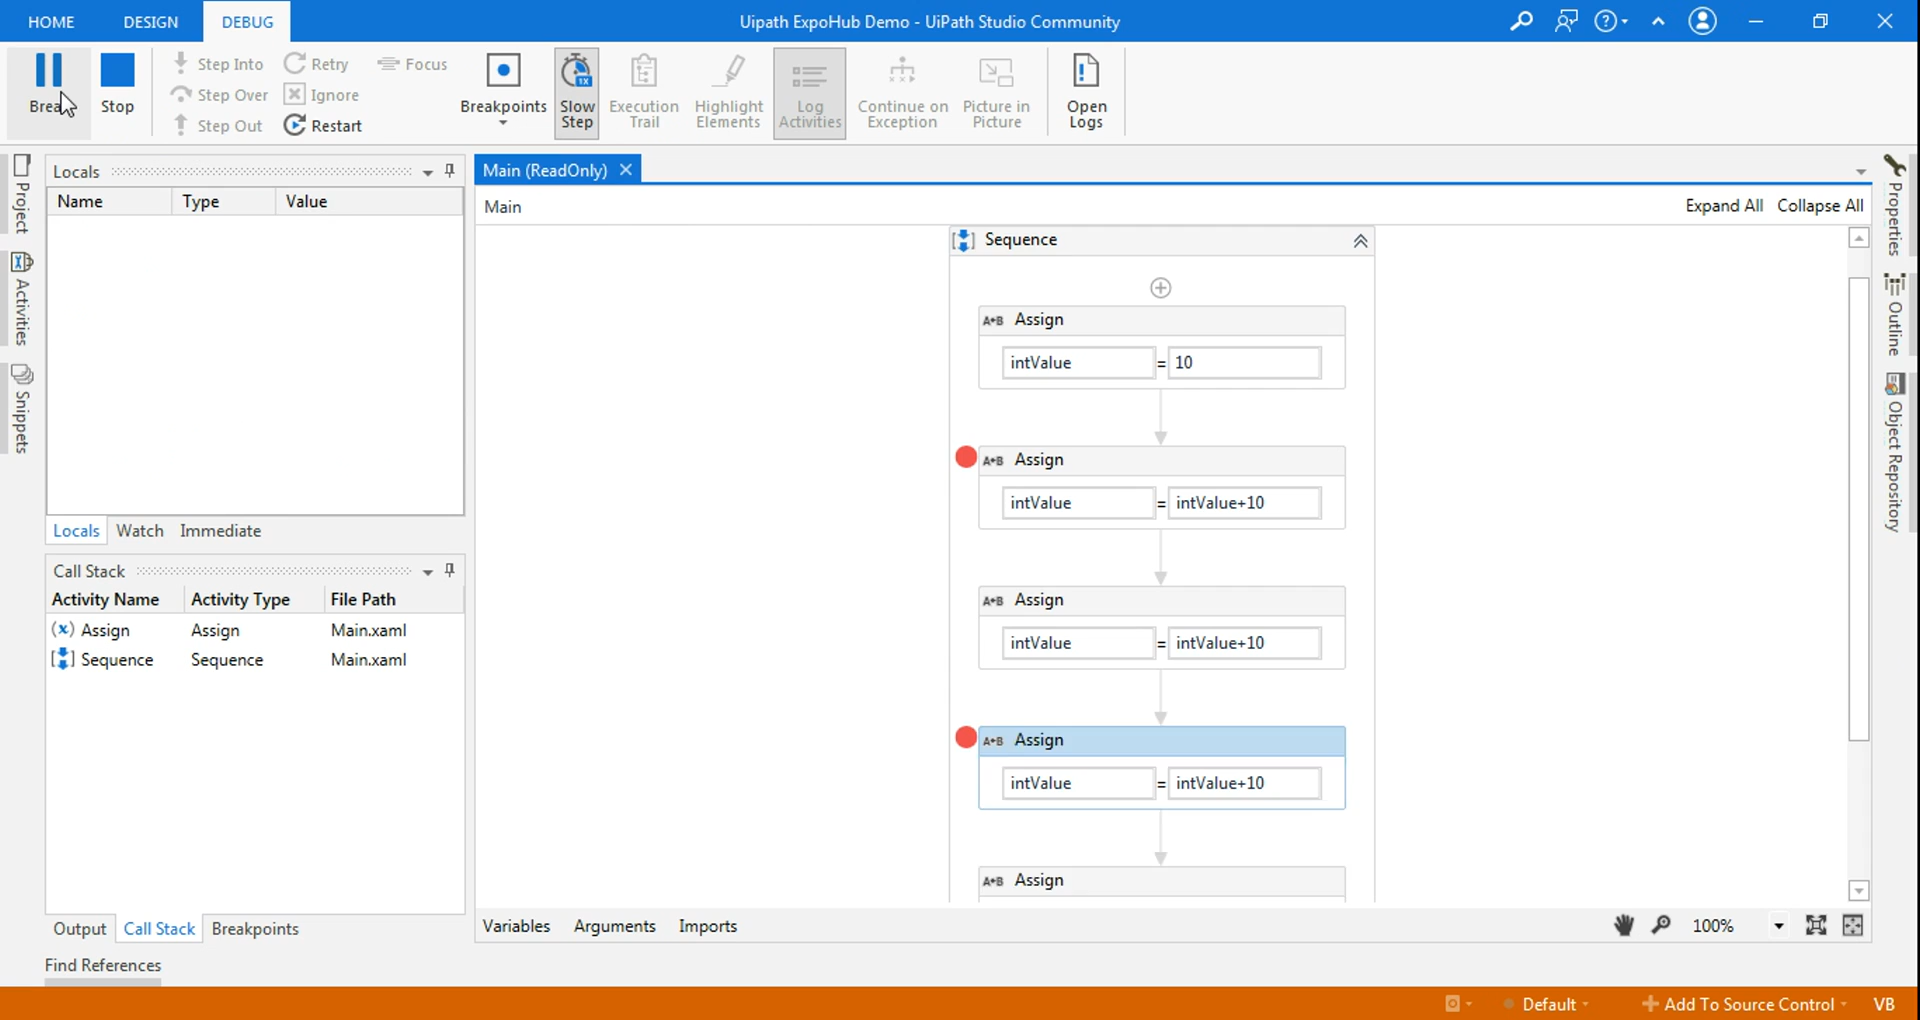 HOME DESIGN DEBUG Uipath ExpoHub Demo - UiPath Studio Community
Break Stop
Step Into Retry Focus
Step Over Ignore
Step Out Restart
Breakpoints
1X
Slow Step
Execution Trail
Highlight Elements
Log Activities
Continue on Exception
Picture in Picture
Open Logs
Project
Activities
Snippets
Locals
Name Type Value
Locals Watch Immediate
Call Stack
Activity Name Activity Type File Path
Assign Assign Main.xaml
Sequence Sequence Main.xaml
Output Call Stack Breakpoints
Find References
Main (ReadOnly)
Main Expand All Collapse All
Sequence
A+B Assign
intValue = 10
A+B Assign
intValue = intValue+10
A+B Assign
intValue = intValue+10
A+B Assign
intValue = intValue+10
A+B Assign
Variables Arguments Imports 100%
Properties
Outline
Object Repository
Default Add To Source Control VB